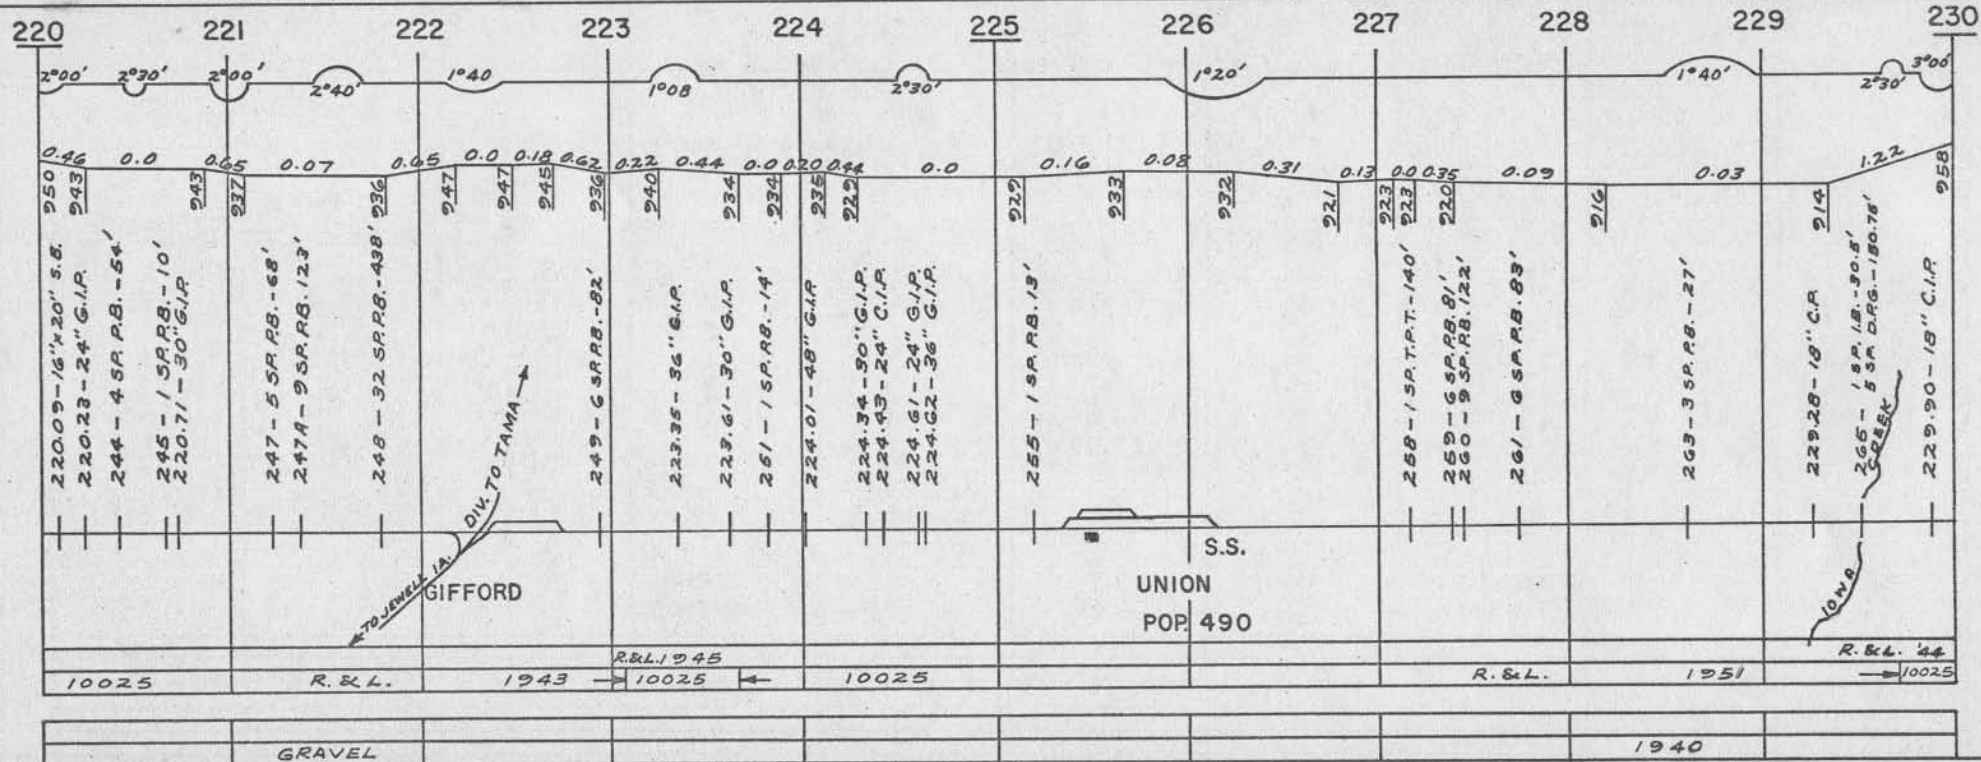 220 221 222 223 224 225 226 227 228 229 230
2°00' 2°30' 2°00' 2°40' 1°40 1°08 2°30' 1°20' 1°40' 2°30' 3°00'
0.46 0.0 0.65 0.07 0.65 0.0 0.18 0.62 0.22 0.44 0.0 0.20 0.44 0.0 0.16 0.08 0.31 0.13 0.0 0.35 0.09 0.03 1.22
950 943 943 937 936 947 947 945 936 940 934 934 935 929 929 933 932 921 923 923 920 916 914 958
220.09-16"x20" S.B.
220.23-24" G.I.P.
244-4 SP. P.B.-54'
245-1 SP. P.B.-10'
220.71-30" G.I.P.
247-5 SP. P.B.-68'
247A-9 SP. P.B. 123'
248-32 SP. P.B.-438'
249-6 SP. P.B.-82'
223.35-36" G.I.P.
223.61-30" G.I.P.
251-1 SP. P.B.-14'
224.01-48" G.I.P.
224.34-30" G.I.P.
224.43-24" C.I.P.
224.61-24" G.I.P.
224.62-36" G.I.P.
255-1 SP. P.B. 13'
258-1 SP. T.P.T.-140'
259-6 SP. P.B. 81'
260-9 SP. P.B. 122'
261-6 SP. P.B. 83'
263-3 SP. P.B.-27'
229.28-18" C.P.
265-1 SP. I.B.-30.5'
5 SP. D.P.G.-150.78'
229.90-18" C.I.P.
DIV. TO TAMA
TO JEWELL IA.
GIFFORD
S.S.
UNION
POP. 490
IOWA
CREEK
R.&L. 1945
R.&L. '44
10025 R.&L. 1943 10025 10025 R.&L. 1951 10025
GRAVEL 1940